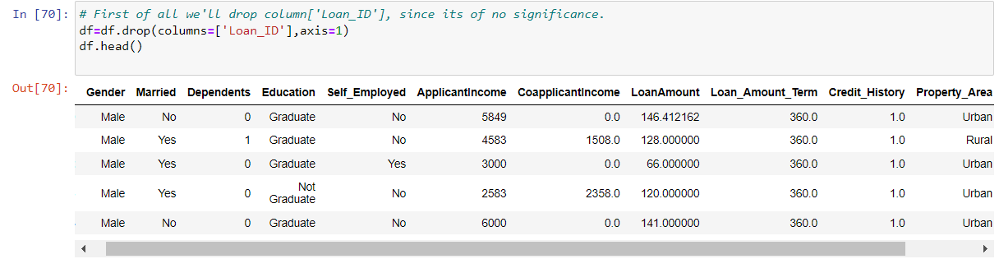 In [70]: # First of all we'll drop column['Loan_ID'], since its of no significance.
df=df.drop(columns=['Loan_ID'],axis=1)
df.head()
Out[70]:
Gender Married Dependents Education Self_Employed ApplicantIncome CoapplicantIncome LoanAmount Loan_Amount_Term Credit_History Property_Area
Male No 0 Graduate No 5849 0.0 146.412162 360.0 1.0 Urban
Male Yes 1 Graduate No 4583 1508.0 128.000000 360.0 1.0 Rural
Male Yes 0 Graduate Yes 3000 0.0 66.000000 360.0 1.0 Urban
Male Yes 0 Not Graduate No 2583 2358.0 120.000000 360.0 1.0 Urban
Male No 0 Graduate No 6000 0.0 141.000000 360.0 1.0 Urban